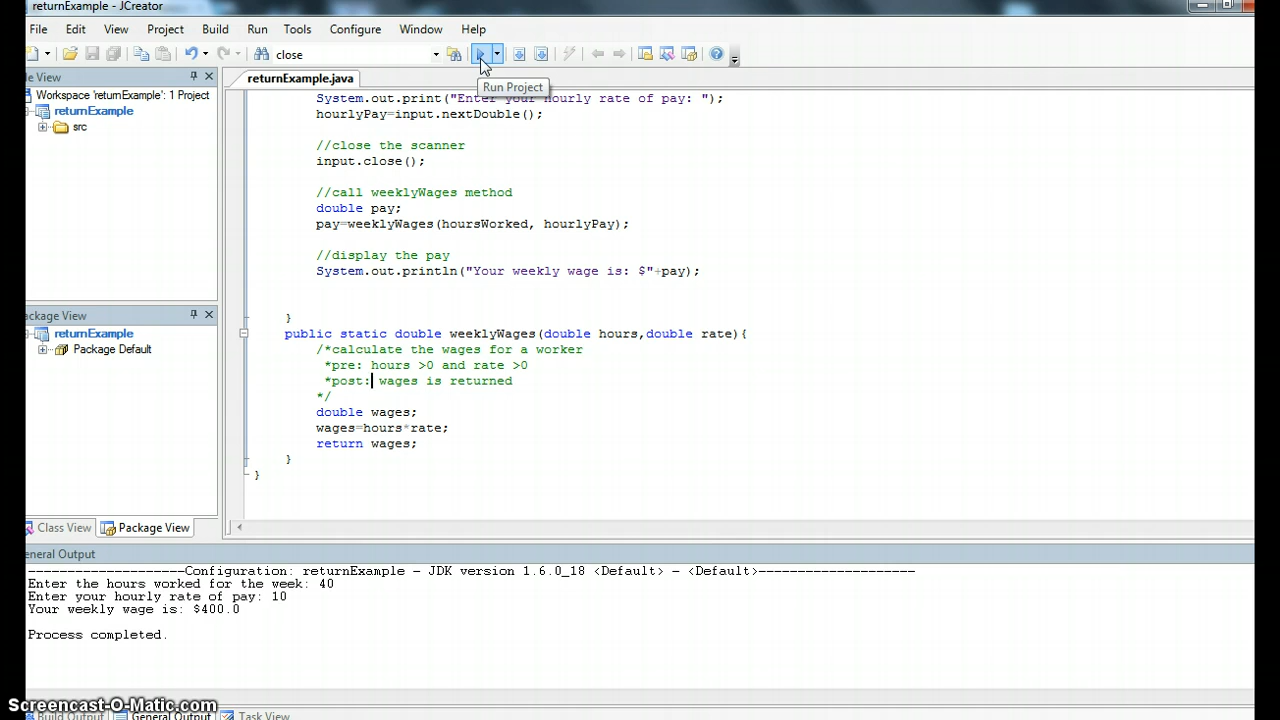 returnExample - JCreator
File Edit View Project Build Run Tools Configure Window Help
close
le View
returnExample.java
Run Project
Workspace 'returnExample': 1 Project
returnExample
src
System.out.print("Enter your hourly rate of pay: ");
hourlyPay=input.nextDouble();
//close the scanner
input.close();
//call weeklyWages method
double pay;
pay=weeklyWages(hoursWorked, hourlyPay);
//display the pay
System.out.println("Your weekly wage is: $"+pay);
}
ackage View
returnExample
Package Default
public static double weeklyWages(double hours,double rate){
/*calculate the wages for a worker
*pre: hours >0 and rate >0
*post: wages is returned
*/
double wages;
wages=hours*rate;
return wages;
}
}
Class View Package View
eneral Output
--------------------Configuration: returnExample - JDK version 1.6.0_18 <Default> - <Default>--------------------
Enter the hours worked for the week: 40
Enter your hourly rate of pay: 10
Your weekly wage is: $400.0
Process completed.
Screencast-O-Matic.com
Build Output General Output Task View